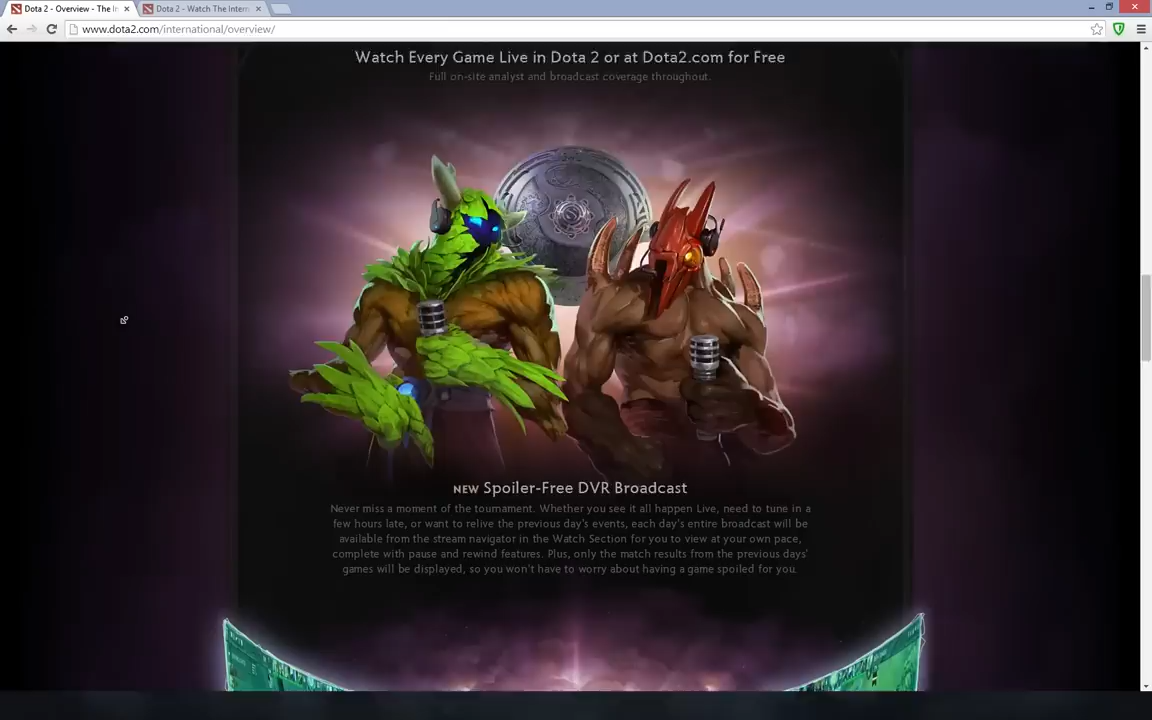 Dota 2 - Overview - The In
Dota 2 - Watch The Intern
www.dota2.com/international/overview/
Watch Every Game Live in Dota 2 or at Dota2.com for Free
Full on-site analyst and broadcast coverage throughout.
NEW Spoiler-Free DVR Broadcast
Never miss a moment of the tournament. Whether you see it all happen Live, need to tune in a
few hours late, or want to relive the previous day's events, each day's entire broadcast will be
available from the stream navigator in the Watch Section for you to view at your own pace,
complete with pause and rewind features. Plus, only the match results from the previous days'
games will be displayed, so you won't have to worry about having a game spoiled for you.